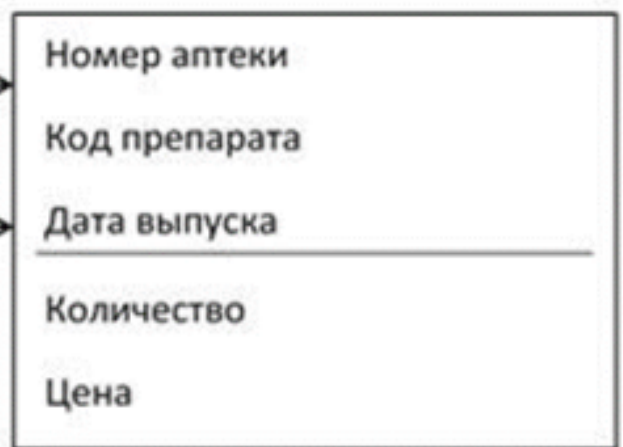 Номер аптеки
Код препарата
Дата выпуска
Количество
Цена